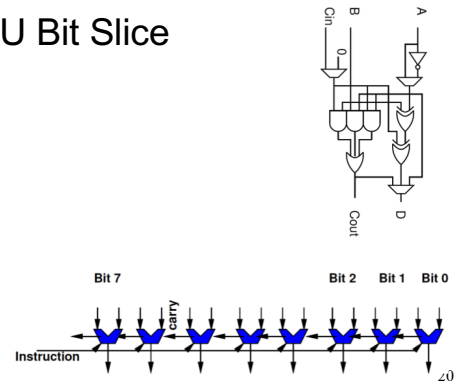 U Bit Slice
Cin
B
A
0
Cout
D
Bit 7
Bit 2
Bit 1
Bit 0
carry
Instruction
20